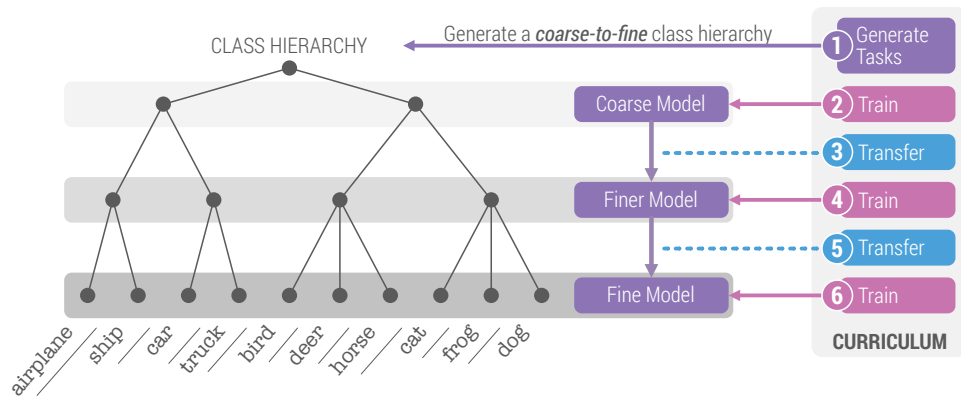 CLASS HIERARCHY
Generate a coarse-to-fine class hierarchy
1 Generate
Tasks
Coarse Model
2 Train
3 Transfer
Finer Model
4 Train
5 Transfer
Fine Model
6 Train
CURRICULUM
airplane
ship
car
truck
bird
deer
horse
cat
frog
dog